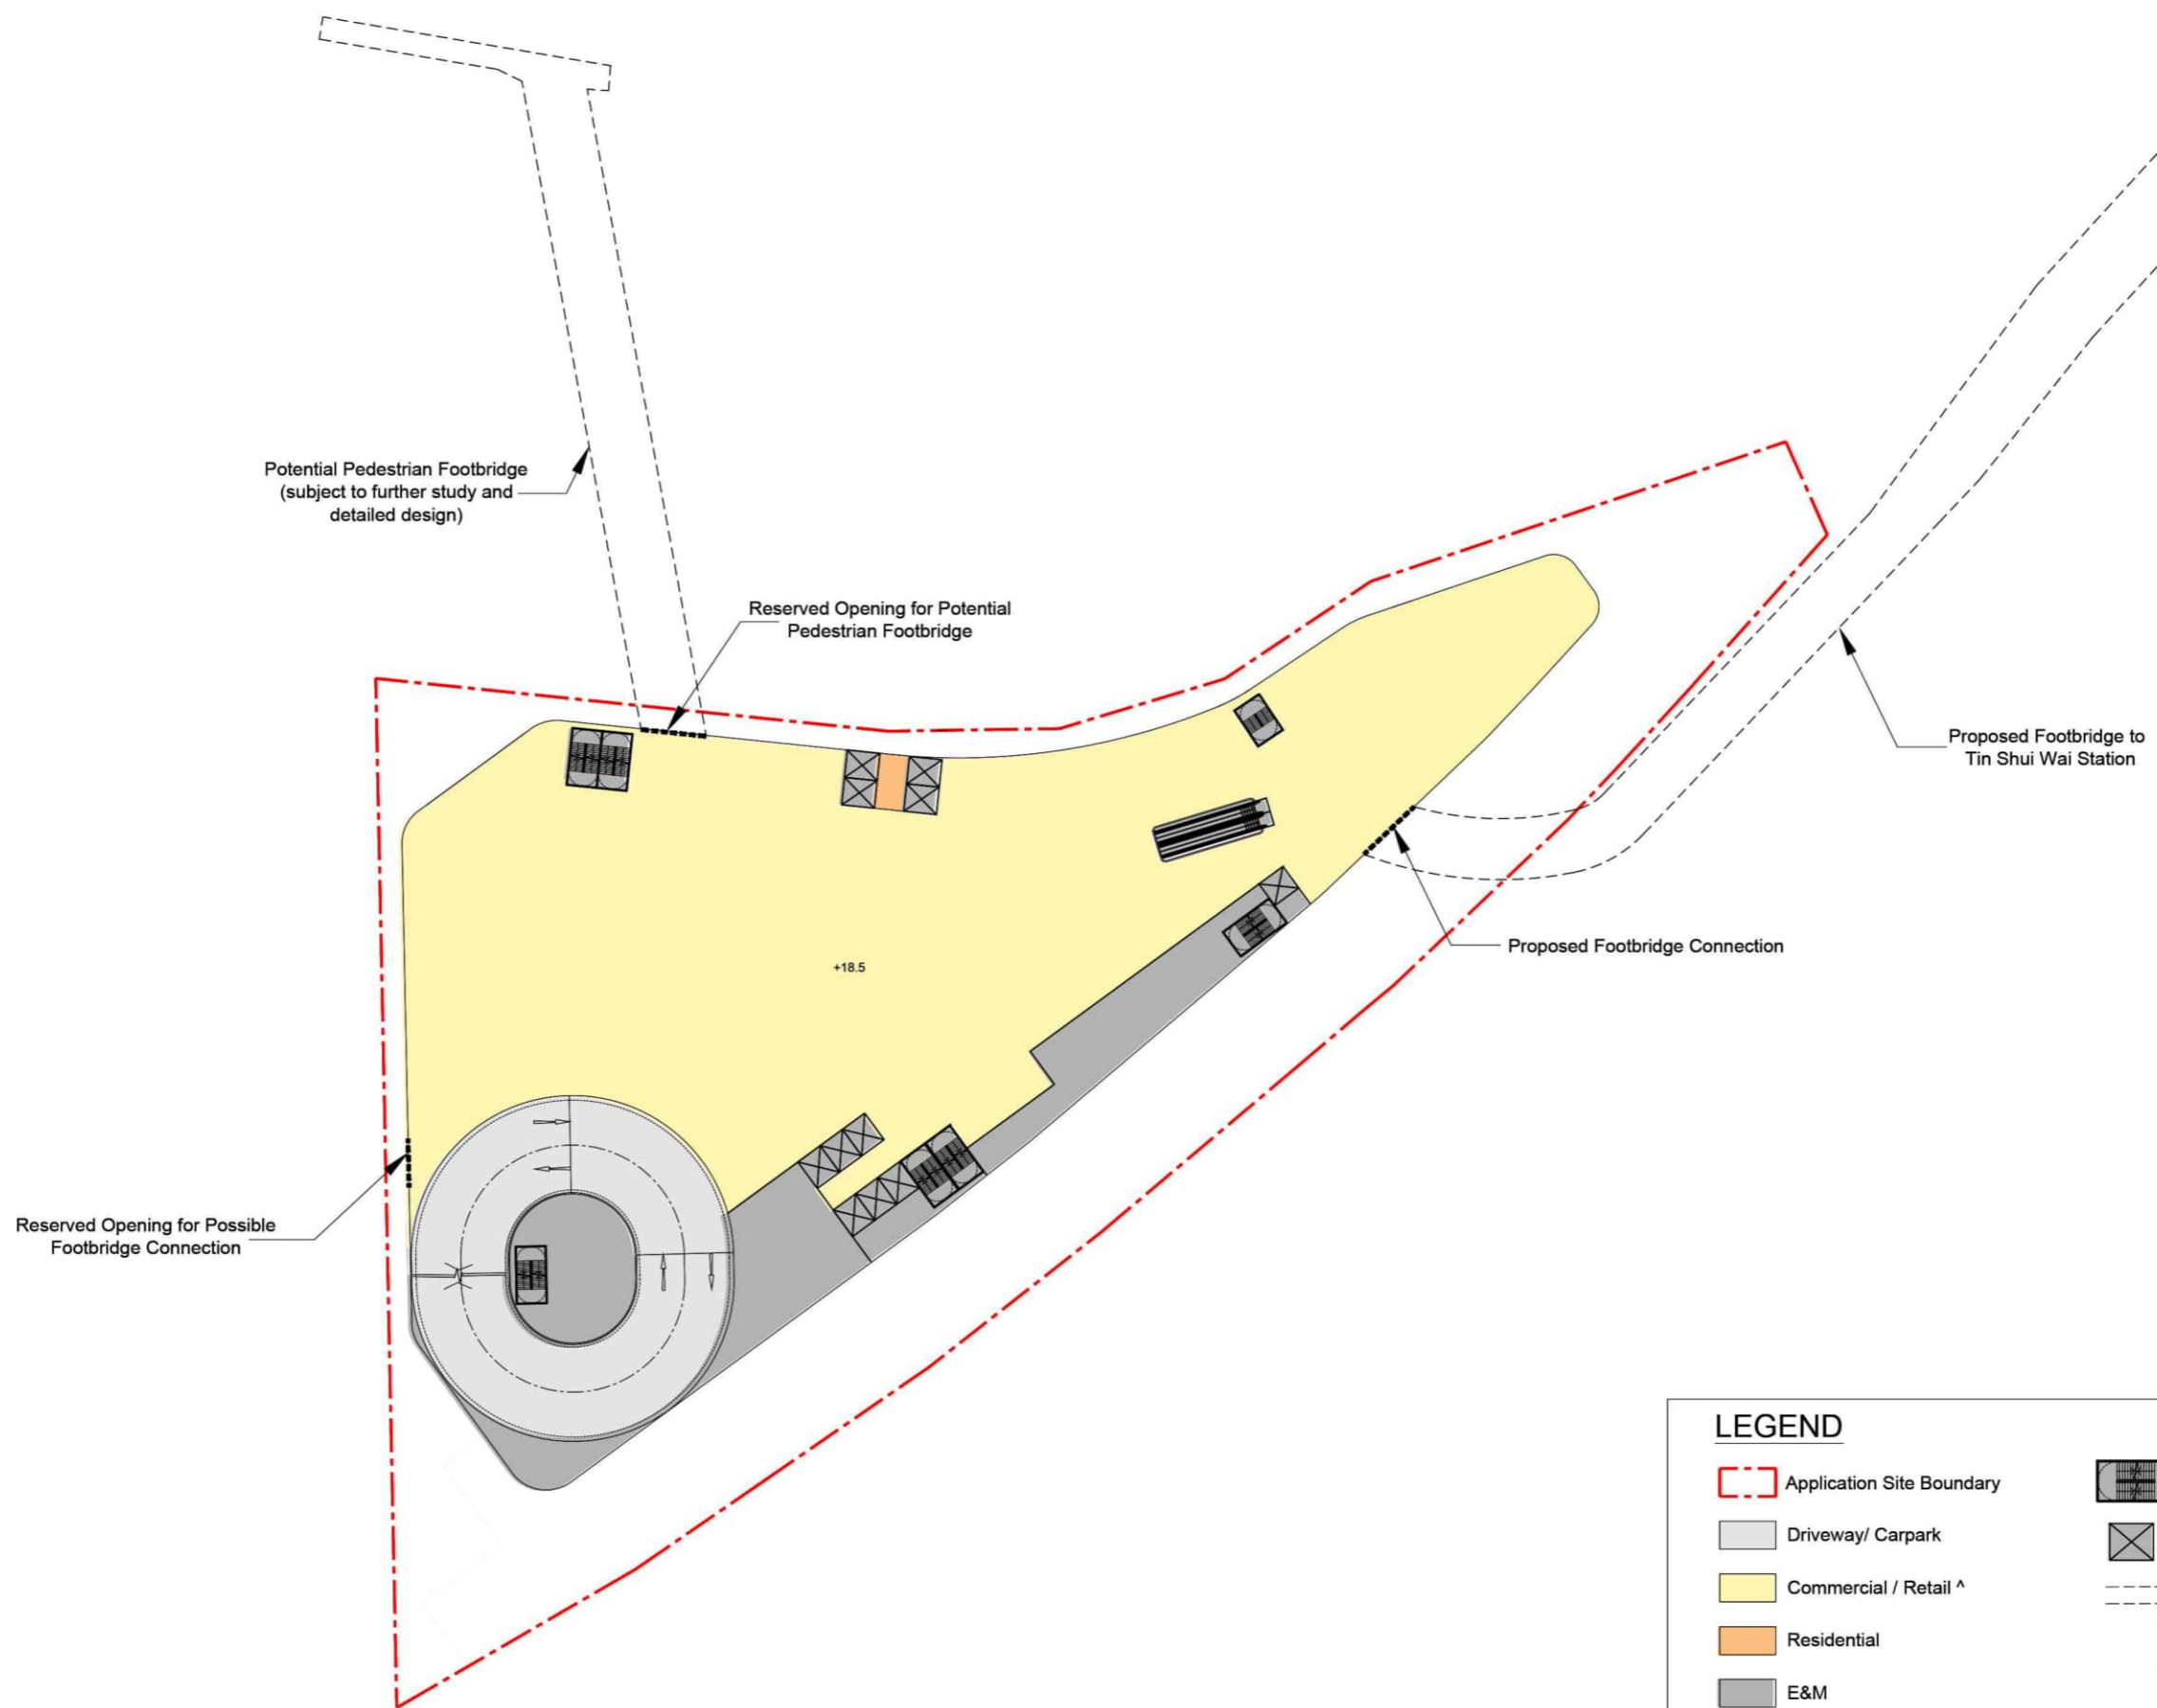 Potential Pedestrian Footbridge
(subject to further study and
detailed design)
Reserved Opening for Potential
Pedestrian Footbridge
Proposed Footbridge to
Tin Shui Wai Station
Proposed Footbridge Connection
+18.5
Reserved Opening for Possible
Footbridge Connection
LEGEND
Application Site Boundary
Driveway/ Carpark
Commercial / Retail ^
Residential
E&M